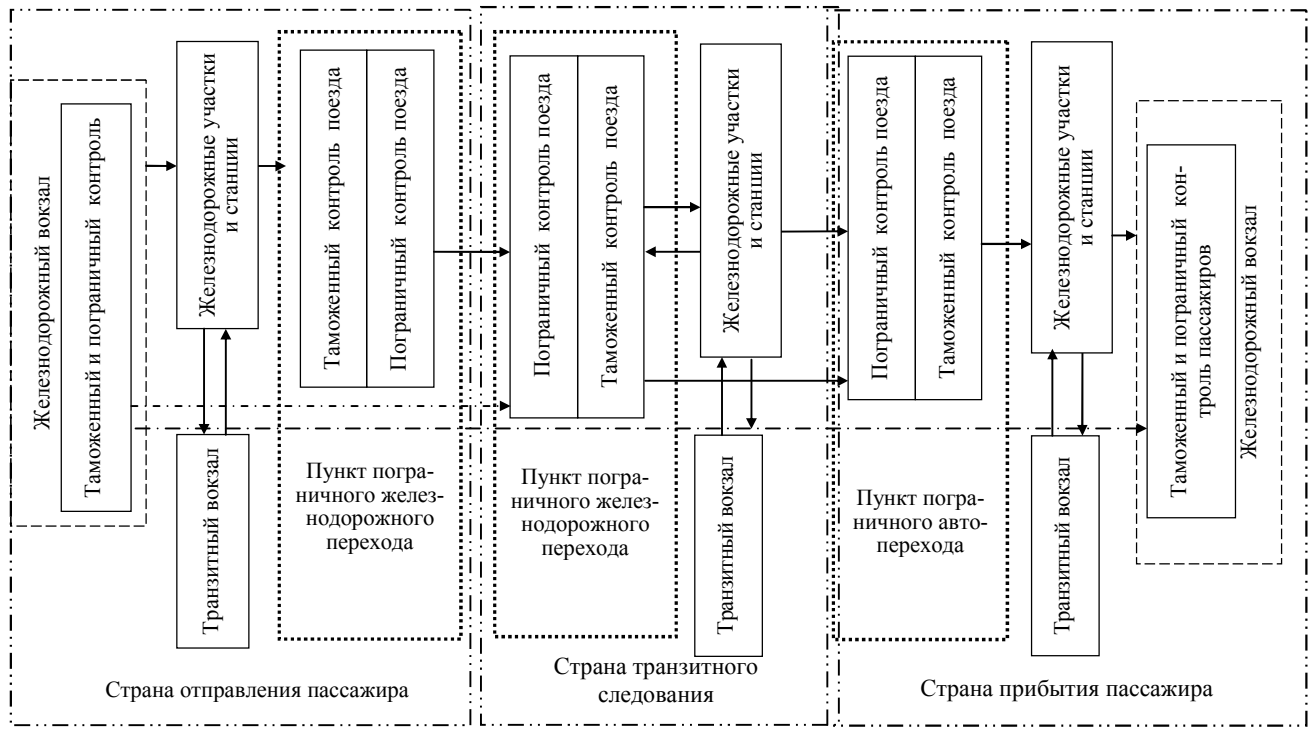 Железнодорожный вокзал
Таможенный и пограничный контроль
Железнодорожные участки
и станции
Транзитный вокзал
Таможенный контроль поезда
Пограничный контроль поезда
Пункт погра-
ничного желез-
нодорожного
перехода
Страна отправления пассажира
Пограничный контроль поезда
Таможенный контроль поезда
Пункт погра-
ничного желез-
нодорожного
перехода
Железнодорожные участки
и станции
Транзитный вокзал
Страна транзитного
следования
Пограничный контроль поезда
Таможенный контроль поезда
Пункт погра-
ничного авто-
перехода
Железнодорожные участки
и станции
Транзитный вокзал
Таможенный и пограничный кон-
троль пассажиров
Железнодорожный вокзал
Страна прибытия пассажира